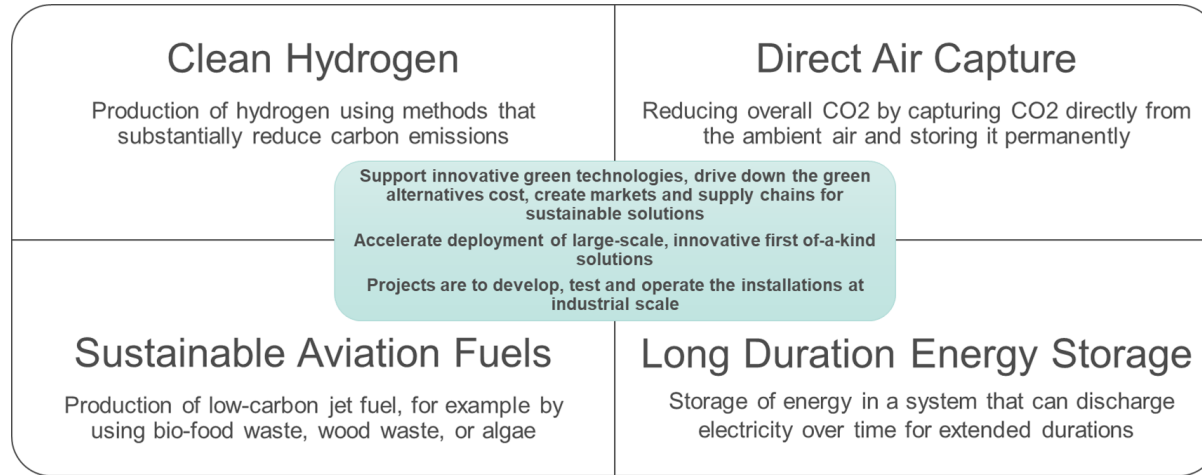 Clean Hydrogen
Production of hydrogen using methods that
substantially reduce carbon emissions
Direct Air Capture
Reducing overall CO2 by capturing CO2 directly from
the ambient air and storing it permanently
Support innovative green technologies, drive down the green
alternatives cost, create markets and supply chains for
sustainable solutions
Accelerate deployment of large-scale, innovative first of-a-kind
solutions
Projects are to develop, test and operate the installations at
industrial scale
Sustainable Aviation Fuels
Production of low-carbon jet fuel, for example by
using bio-food waste, wood waste, or algae
Long Duration Energy Storage
Storage of energy in a system that can discharge
electricity over time for extended durations